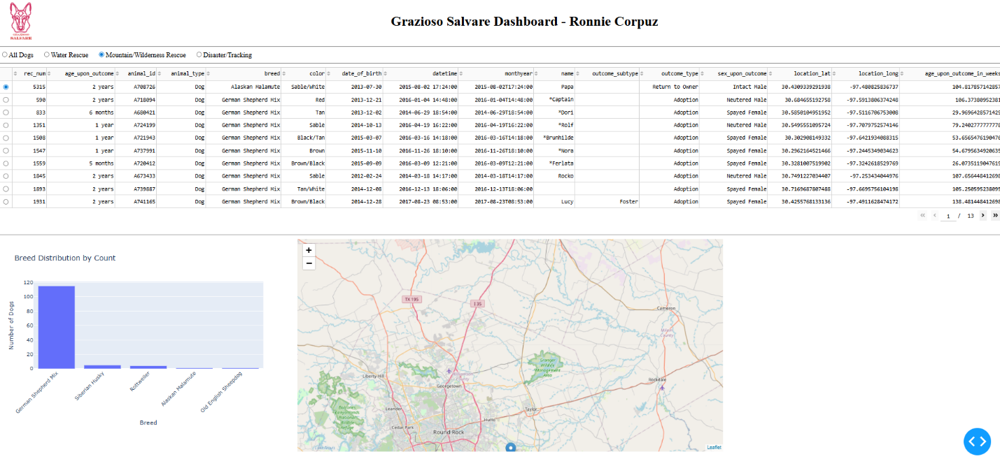 GRAZIOSO
SALVARE
Grazioso Salvare Dashboard - Ronnie Corpuz
All Dogs Water Rescue Mountain/Wilderness Rescue Disaster/Tracking
rec_num age_upon_outcome animal_id animal_type breed color date_of_birth datetime monthyear name outcome_subtype outcome_type sex_upon_outcome location_lat location_long age_upon_outcome_in_weeks
5315 2 years A708726 Dog Alaskan Malamute Sable/White 2013-07-30 2015-08-02 17:24:00 2015-08-02T17:24:00 Papa Return to Owner Intact Male 30.4309339291938 -97.480825836737 104.817857142857
590 2 years A718094 Dog German Shepherd Mix Red 2013-12-21 2016-01-04 14:48:00 2016-01-04T14:48:00 *Captain Adoption Neutered Male 30.684655192758 -97.5913806374248 106.37380952381
833 6 months A680421 Dog German Shepherd Mix Tan 2013-12-02 2014-06-29 18:54:00 2014-06-29T18:54:00 *Dori Adoption Spayed Female 30.5850104951952 -97.5116706753008 29.9696428571429
1351 1 year A724199 Dog German Shepherd Mix Sable 2014-10-13 2016-04-19 16:22:00 2016-04-19T16:22:00 *Rolf Adoption Neutered Male 30.5495551095724 -97.7079752574146 79.2402777777778
1508 1 year A721943 Dog German Shepherd Mix Black/Tan 2015-03-07 2016-03-16 14:18:00 2016-03-16T14:18:00 *Brunhilde Adoption Spayed Female 30.302908149332 -97.6421934088315 53.6565476190476
1547 1 year A737991 Dog German Shepherd Mix Brown 2015-11-10 2016-11-26 18:10:00 2016-11-26T18:10:00 *Nora Adoption Spayed Female 30.2962164521466 -97.2445349034623 54.6795634920635
1559 5 months A720412 Dog German Shepherd Mix Brown/Black 2015-09-09 2016-03-09 12:21:00 2016-03-09T12:21:00 *Ferlata Adoption Spayed Female 30.3281007519902 -97.3242618529769 26.0735119047619
1845 2 years A673433 Dog German Shepherd Mix Sable 2012-02-24 2014-03-18 14:17:00 2014-03-18T14:17:00 Rocko Adoption Neutered Male 30.7491227034407 -97.253434044976 107.656448412698
1893 2 years A739887 Dog German Shepherd Mix Tan/White 2014-12-08 2016-12-13 18:06:00 2016-12-13T18:06:00 Adoption Spayed Female 30.7169687807488 -97.6695756104198 105.250595238095
1931 2 years A741165 Dog German Shepherd Mix Brown/Black 2014-12-28 2017-08-23 08:53:00 2017-08-23T08:53:00 Lucy Foster Adoption Spayed Female 30.4255768133136 -97.4911628474172 138.481448412698
« ‹ 1 / 13 › »
Breed Distribution by Count
120
100
80
60
40
20
0
Number of Dogs
German Shepherd Mix
Siberian Husky
Rottweiler
Alaskan Malamute
Old English Sheepdog
Breed
+
−
TX 195
I 35
Cameron
Milam
County
Granger
Wildlife
Management
Area
Liberty Hill
Georgetown
Rockdale
Leander
Taylor
Balcones
Canyonlands
National
Wildlife
Refuge
Hutto
Cedar Park
Round Rock
Leaflet